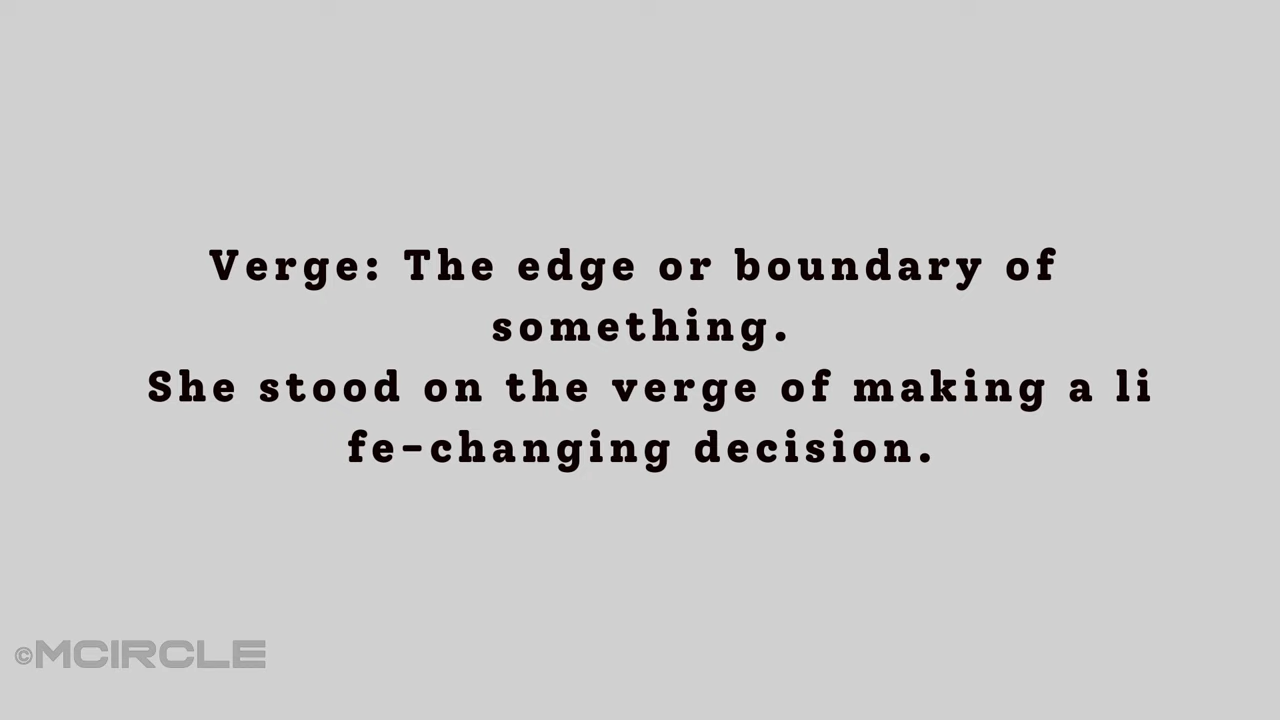 Verge: The edge or boundary of
something.
She stood on the verge of making a li
fe-changing decision.
©MCIRCLE